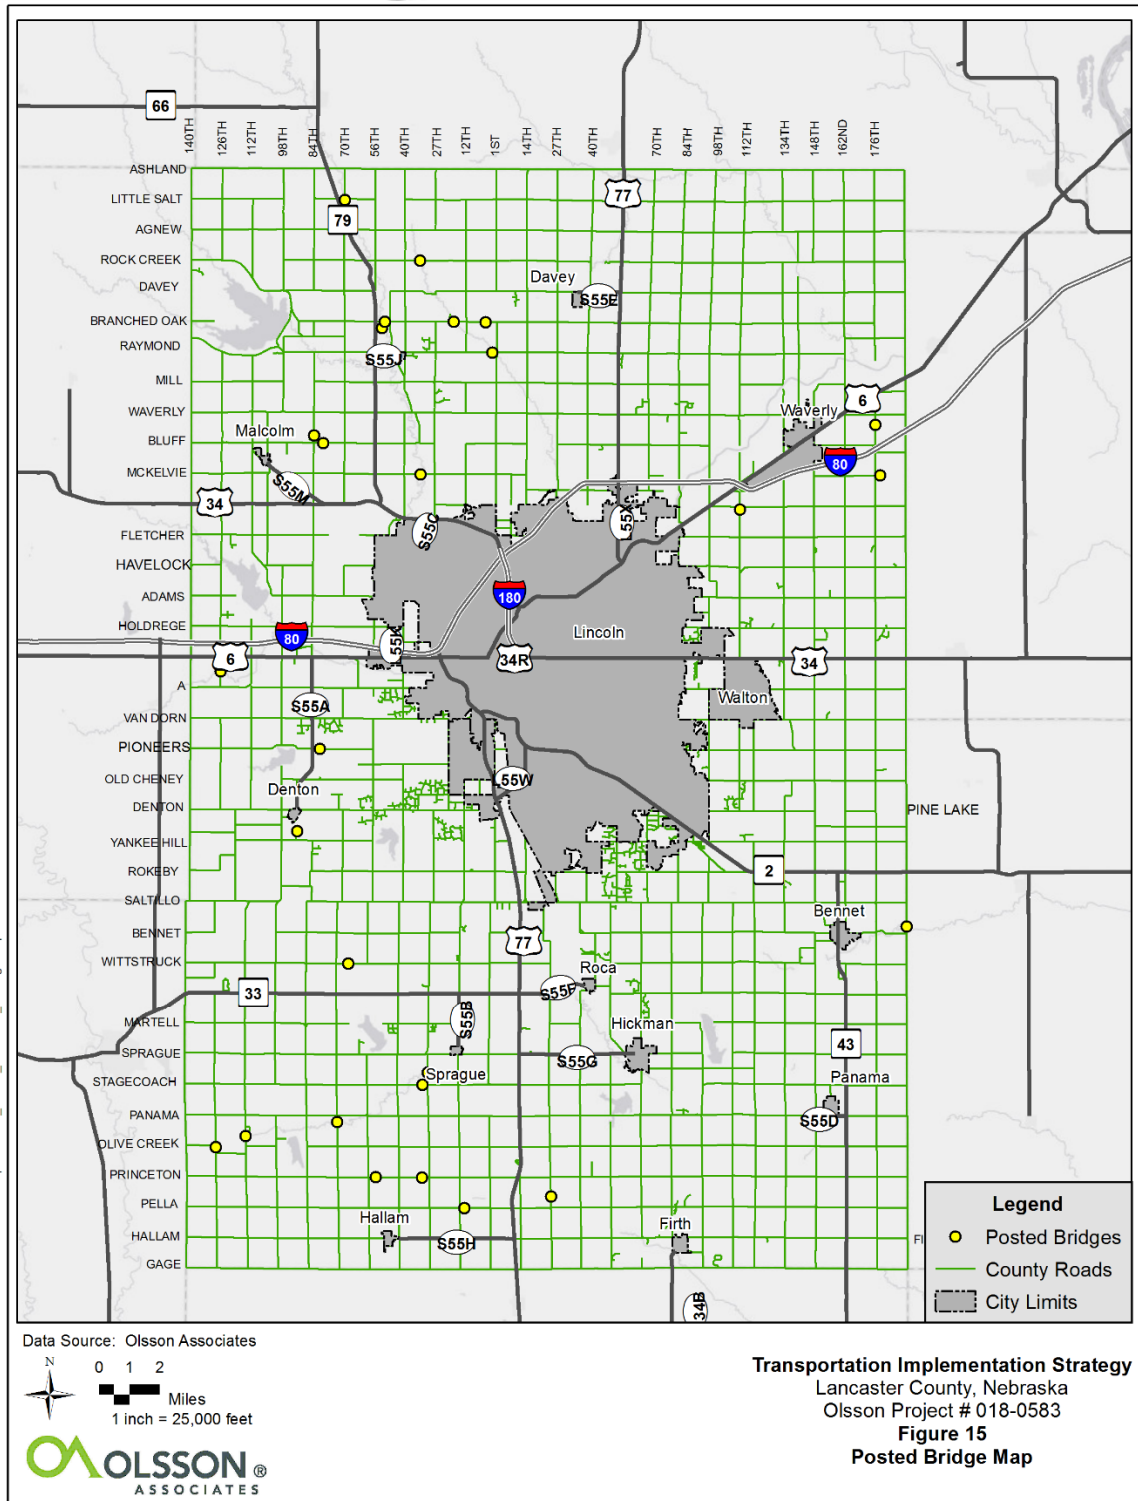 66
140TH
126TH
112TH
98TH
84TH
70TH
56TH
40TH
27TH
12TH
1ST
14TH
27TH
40TH
70TH
84TH
98TH
112TH
134TH
148TH
162ND
176TH
ASHLAND
LITTLE SALT
77
79
AGNEW
ROCK CREEK
Davey
DAVEY
S55E
BRANCHED OAK
RAYMOND
S55J
MILL
6
WAVERLY
Waverly
Malcolm
BLUFF
80
MCKELVIE
S55M
34
S55C
L55X
FLETCHER
HAVELOCK
180
ADAMS
HOLDREGE
Lincoln
80
L55K
6
34R
34
A
Walton
S55A
VAN DORN
PIONEERS
OLD CHENEY
L55W
Denton
DENTON
PINE LAKE
YANKEE HILL
ROKEBY
2
SALTILLO
Bennet
BENNET
77
WITTSTRUCK
Roca
33
S55F
S55B
MARTELL
Hickman
43
SPRAGUE
S55G
Sprague
STAGECOACH
Panama
PANAMA
S55D
OLIVE CREEK
PRINCETON
PELLA
Hallam
Firth
HALLAM
S55H
FI
GAGE
34B
Legend
Posted Bridges
County Roads
City Limits
Data Source: Olsson Associates
N
0 1 2
Miles
1 inch = 25,000 feet
OLSSON ®
ASSOCIATES
Transportation Implementation Strategy
Lancaster County, Nebraska
Olsson Project # 018-0583
Figure 15
Posted Bridge Map